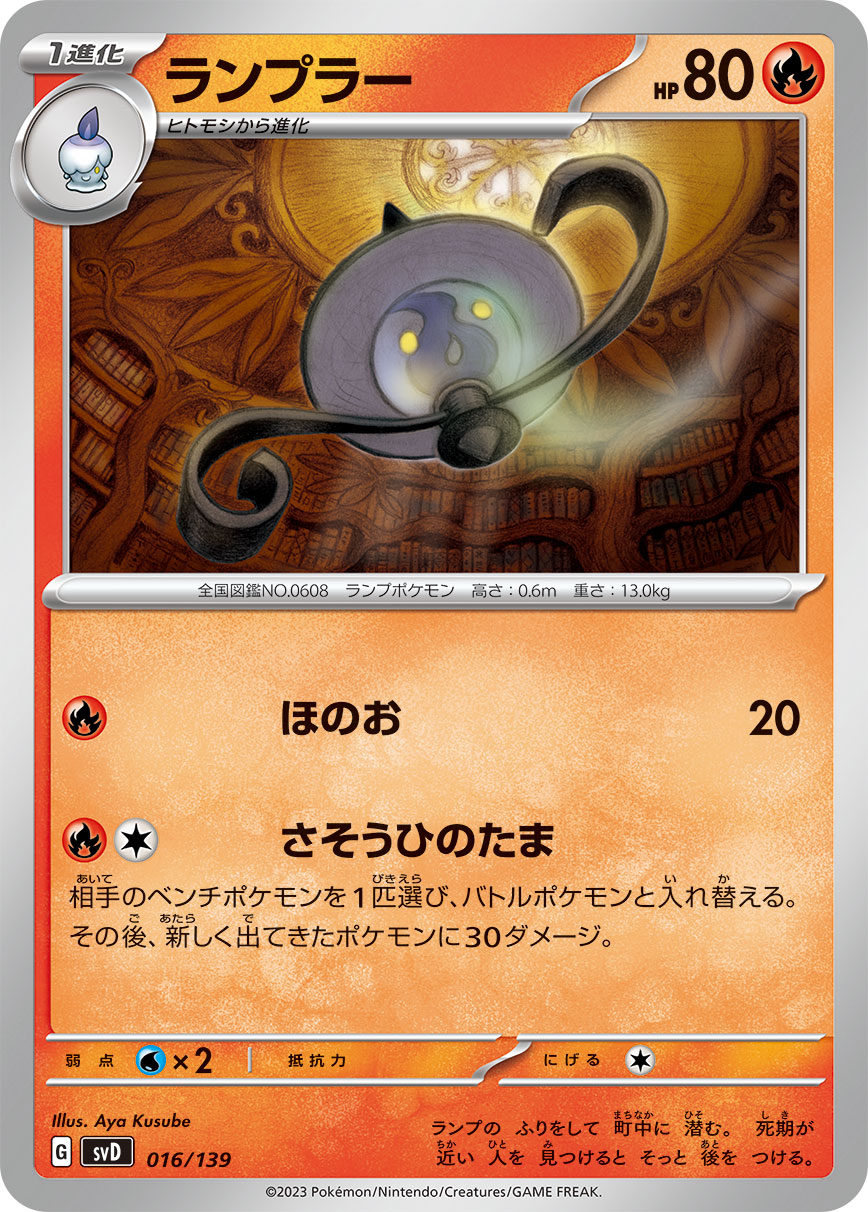 1進化
ランプラー
HP 80
ヒトモシから進化
全国図鑑NO.0608 ランプポケモン 高さ:0.6m 重さ:13.0kg
ほのお 20
さそうひのたま
相手のベンチポケモンを1匹選び、バトルポケモンと入れ替える。
その後、新しく出てきたポケモンに30ダメージ。
弱点 ×2 抵抗力 にげる
Illus. Aya Kusube
ランプの ふりをして 町中に 潜む。 死期が
近い 人を 見つけると そっと 後を つける。
G svD 016/139
©2023 Pokémon/Nintendo/Creatures/GAME FREAK.